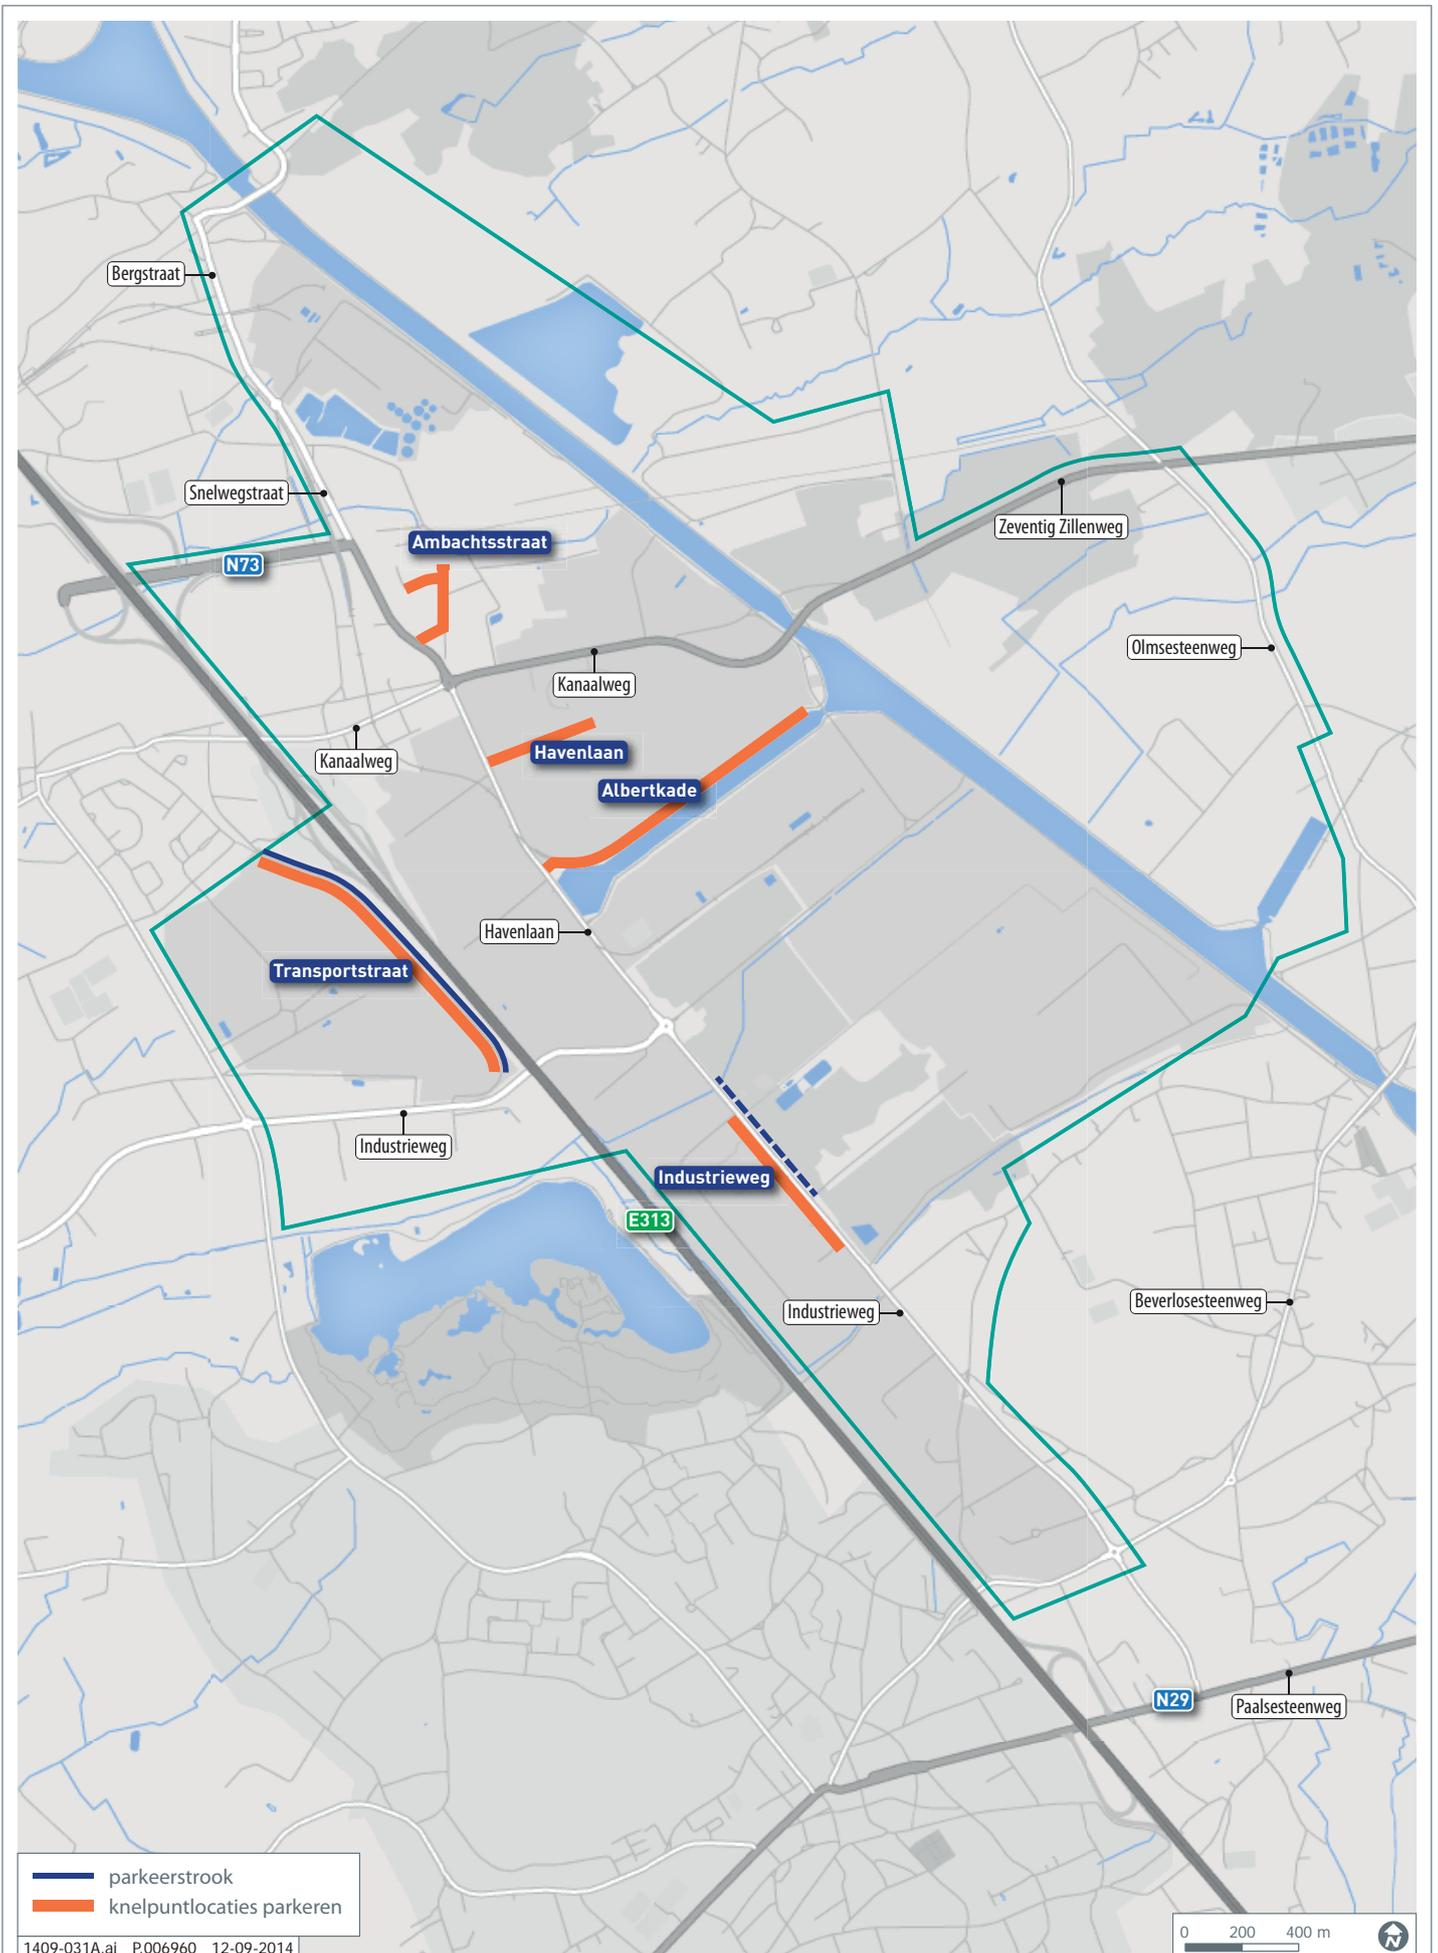 Bergstraat
Snelwegstraat
Ambachtsstraat
Zeventig Zillenweg
N73
Olmsesteenweg
Kanaalweg
Havenlaan
Kanaalweg
Albertkade
Havenlaan
Transportstraat
Industrieweg
Industrieweg
E313
Beverlosesteenweg
Industrieweg
N29
Paalsesteenweg
parkeerstrook
knelpuntlocaties parkeren
0 200 400 m
N
1409-031A.ai P.006960 12-09-2014